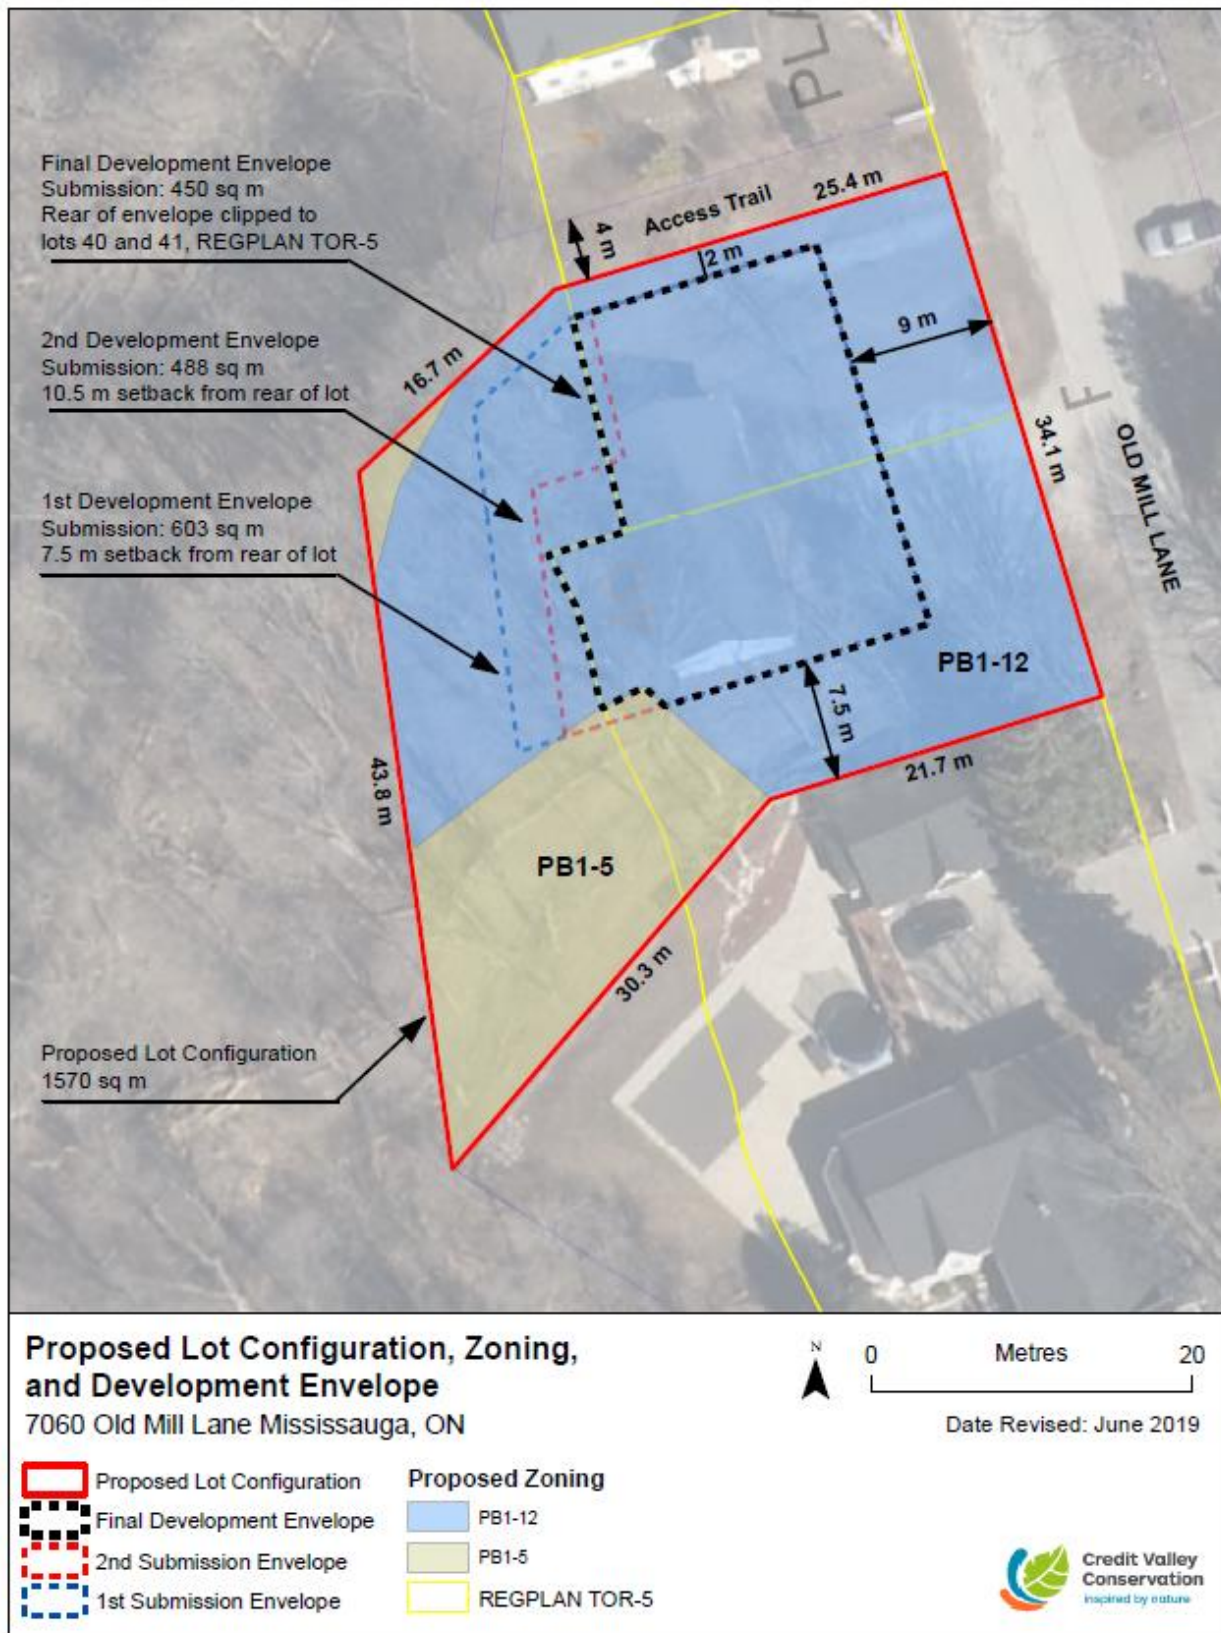 PLA
Final Development Envelope
Submission: 450 sq m
Rear of envelope clipped to
lots 40 and 41, REGPLAN TOR-5
4 m
Access Trail
25.4 m
2 m
9 m
2nd Development Envelope
Submission: 488 sq m
10.5 m setback from rear of lot
16.7 m
F
34.1 m
OLD MILL LANE
1st Development Envelope
Submission: 603 sq m
7.5 m setback from rear of lot
PB1-12
7.5 m
21.7 m
43.8 m
PB1-5
30.3 m
Proposed Lot Configuration
1570 sq m
Proposed Lot Configuration, Zoning,
and Development Envelope
7060 Old Mill Lane Mississauga, ON
N
0 Metres 20
Date Revised: June 2019
Proposed Lot Configuration
Final Development Envelope
2nd Submission Envelope
1st Submission Envelope
Proposed Zoning
PB1-12
PB1-5
REGPLAN TOR-5
Credit Valley
Conservation
inspired by nature